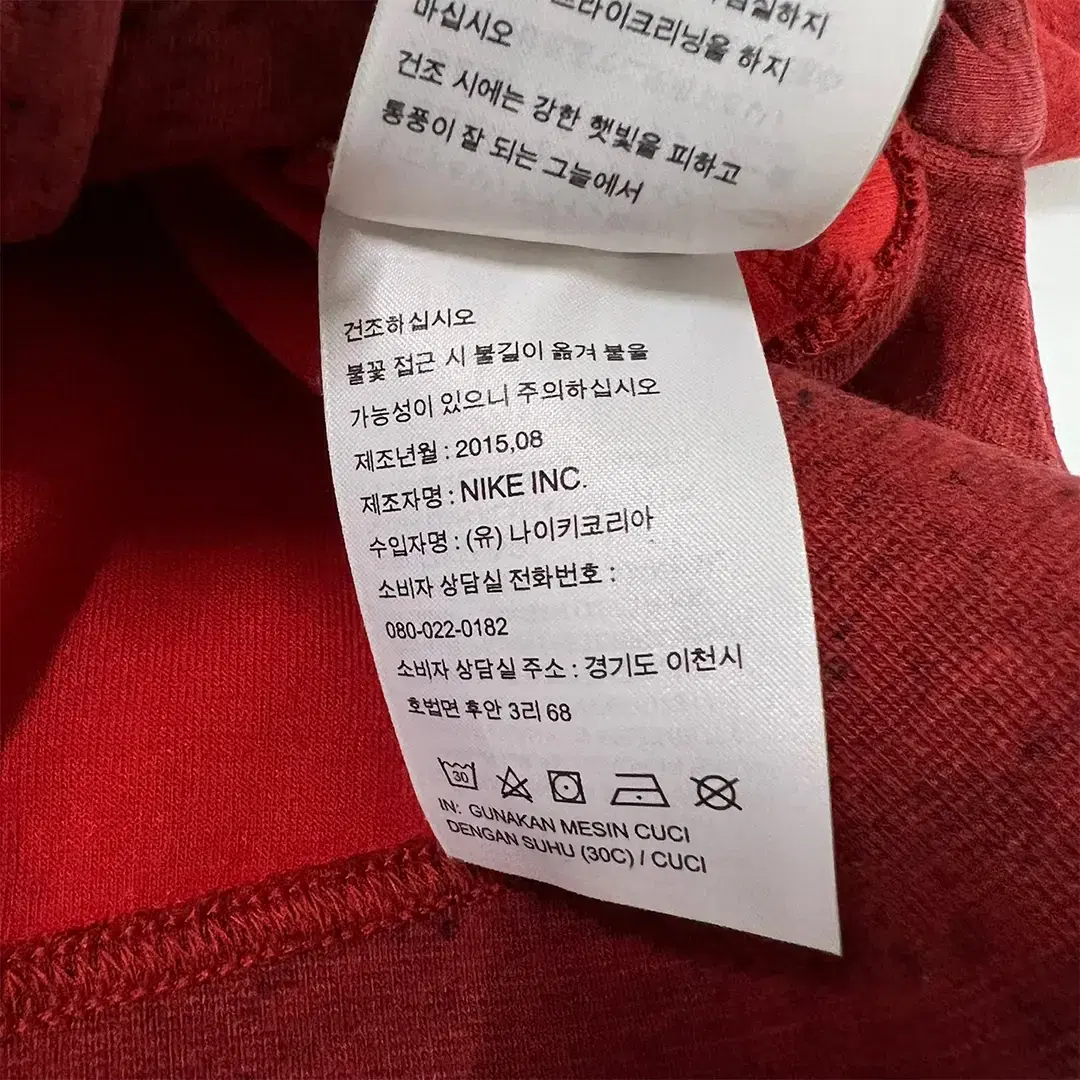 하지
드라이크리닝을 하지
마십시오
건조 시에는 강한 햇빛을 피하고
통풍이 잘 되는 그늘에서
건조하십시오
불꽃 접근 시 불길이 옮겨 붙을
가능성이 있으니 주의하십시오
제조년월 : 2015,08
제조자명 : NIKE INC.
수입자명 : (유) 나이키코리아
소비자 상담실 전화번호 :
080-022-0182
소비자 상담실 주소 : 경기도 이천시
호법면 후안 3리 68
30
IN: GUNAKAN MESIN CUCI
DENGAN SUHU (30C) / CUCI